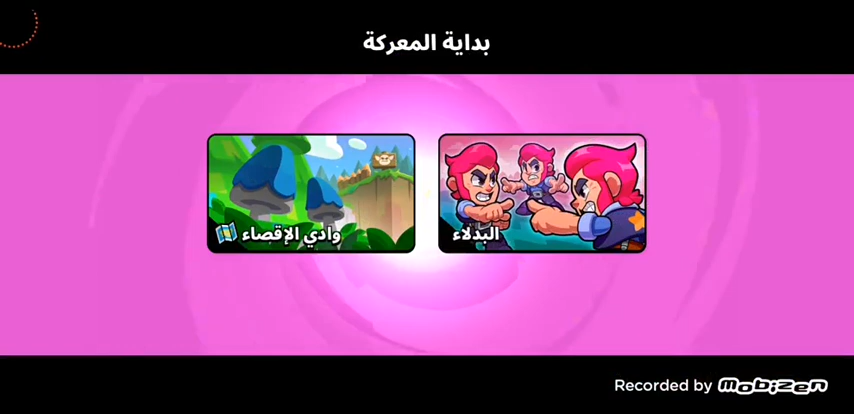 بداية المعركة
البدلاء
وادي الإقصاء
Recorded by mobizen